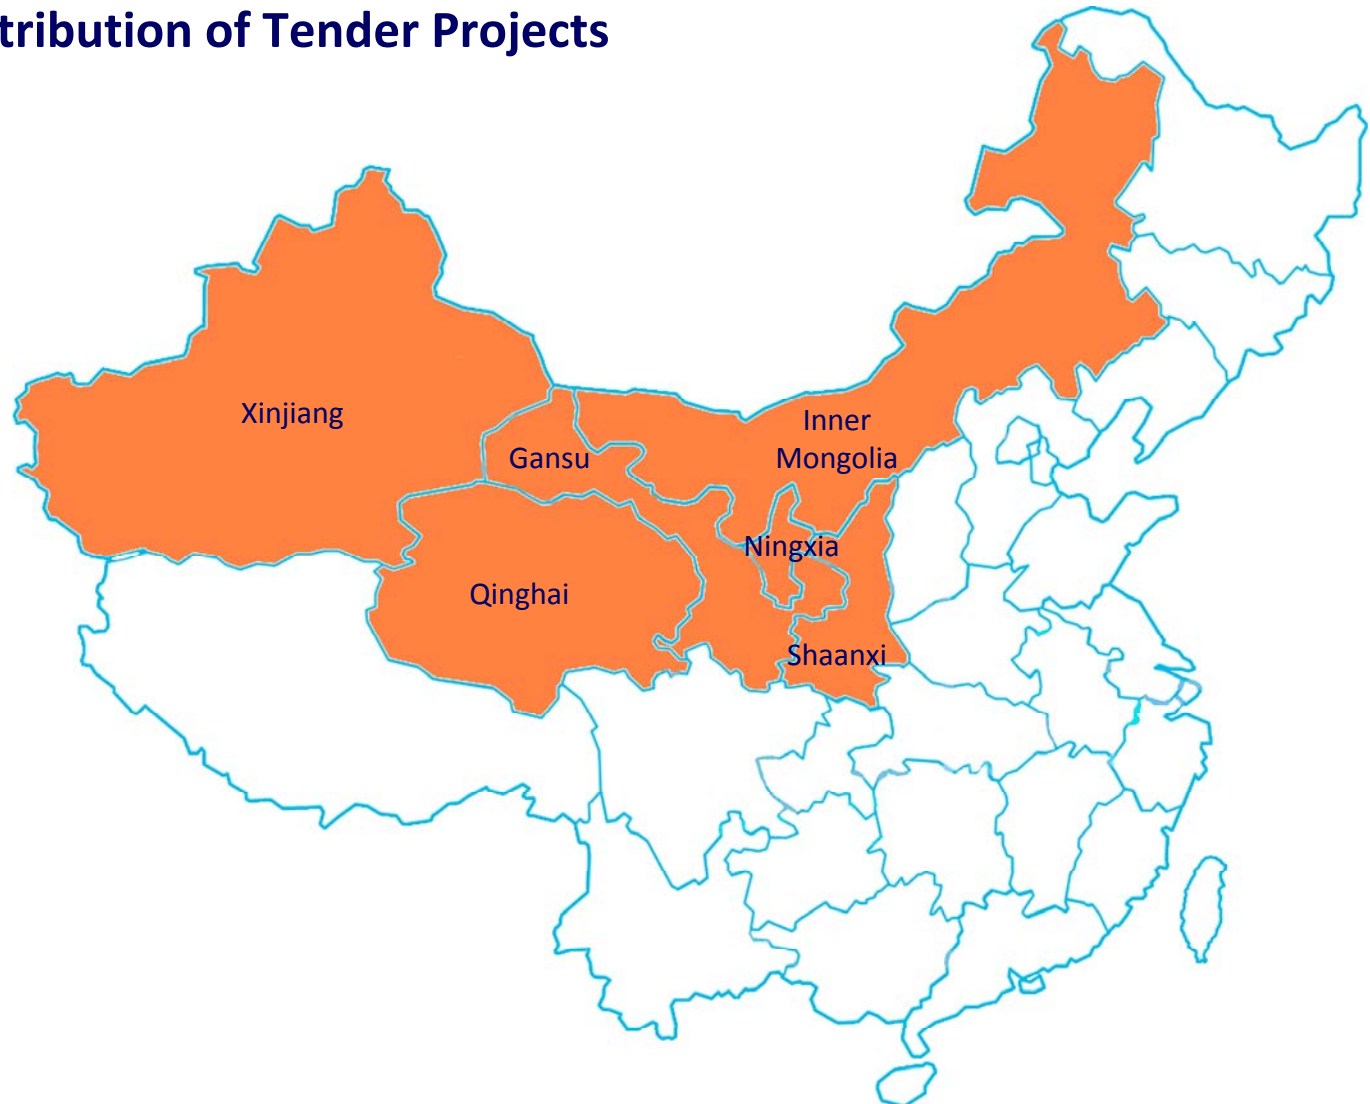 tribution of Tender Projects
Xinjiang
Gansu
Inner
Mongolia
Ningxia
Qinghai
Shaanxi